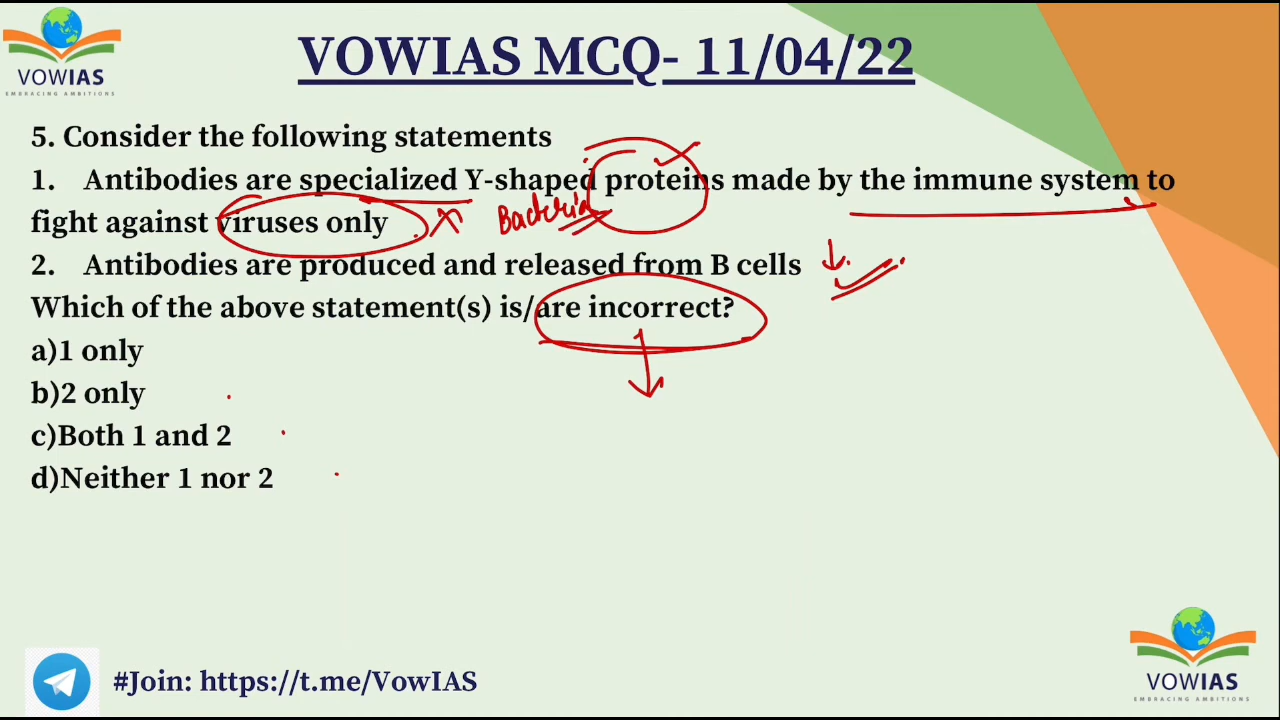 VOWIAS
EMBRACING AMBITIONS
VOWIAS MCQ- 11/04/22
5. Consider the following statements
1. Antibodies are specialized Y-shaped proteins made by the immune system to
fight against viruses only
Bacteria
2. Antibodies are produced and released from B cells
Which of the above statement(s) is/are incorrect?
a)1 only
b)2 only
c)Both 1 and 2
d)Neither 1 nor 2
#Join: https://t.me/VowIAS
VOWIAS
EMBRACING AMBITIONS